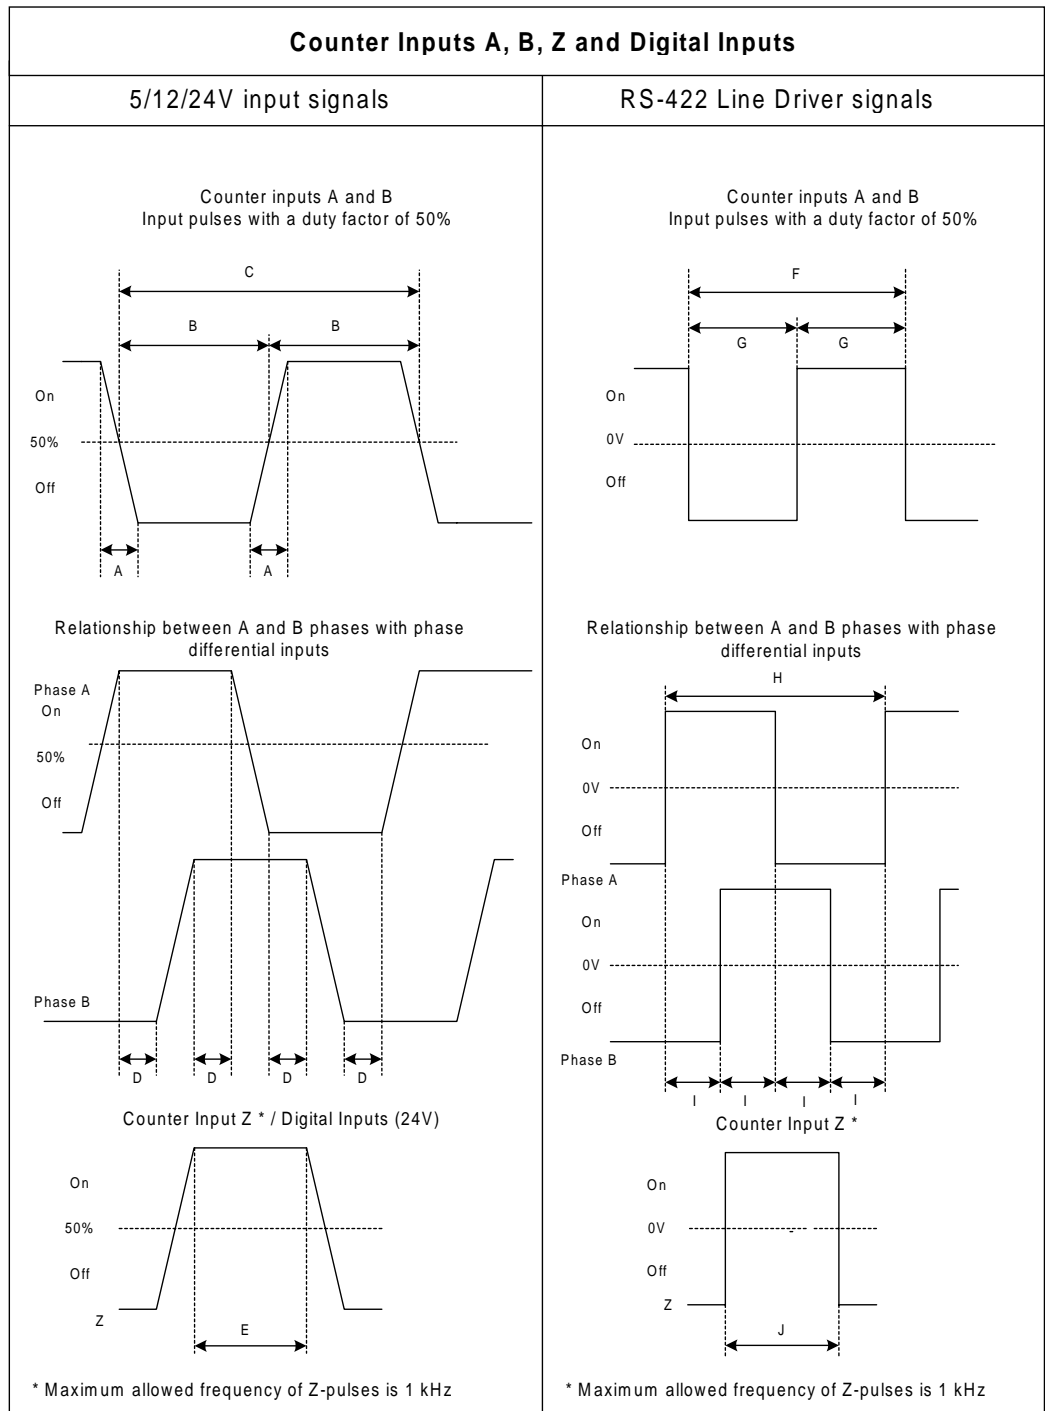 Counter Inputs A, B, Z and Digital Inputs
5/12/24V input signals
RS-422 Line Driver signals
Counter inputs A and B
Input pulses with a duty factor of 50%
C
B B
On
50%
Off
A A
Relationship between A and B phases with phase
differential inputs
Phase A
On
50%
Off
Phase B
D D D D
Counter Input Z * / Digital Inputs (24V)
On
50%
Off
Z
E
* Maximum allowed frequency of Z-pulses is 1 kHz
Counter inputs A and B
Input pulses with a duty factor of 50%
F
G G
On
0V
Off
Relationship between A and B phases with phase
differential inputs
H
On
0V
Off
Phase A
On
0V
Off
Phase B
I I I I
Counter Input Z *
On
0V
Off
Z
J
* Maximum allowed frequency of Z-pulses is 1 kHz